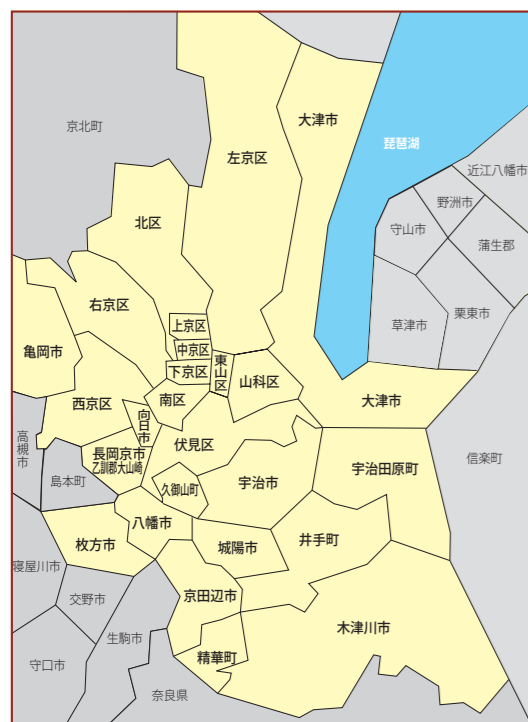 大津市
京北町
琵琶湖
左京区
近江八幡市
野洲市
北区
守山市
蒲生郡
右京区
上京区
栗東市
草津市
亀岡市
中京区
東山区
下京区
山科区
西京区
南区
大津市
向日市
伏見区
高槻市
長岡京市
乙訓郡大山崎
信楽町
島本町
久御山町
宇治市
宇治田原町
八幡市
枚方市
城陽市
井手町
寝屋川市
交野市
京田辺市
木津川市
生駒市
守口市
精華町
奈良県